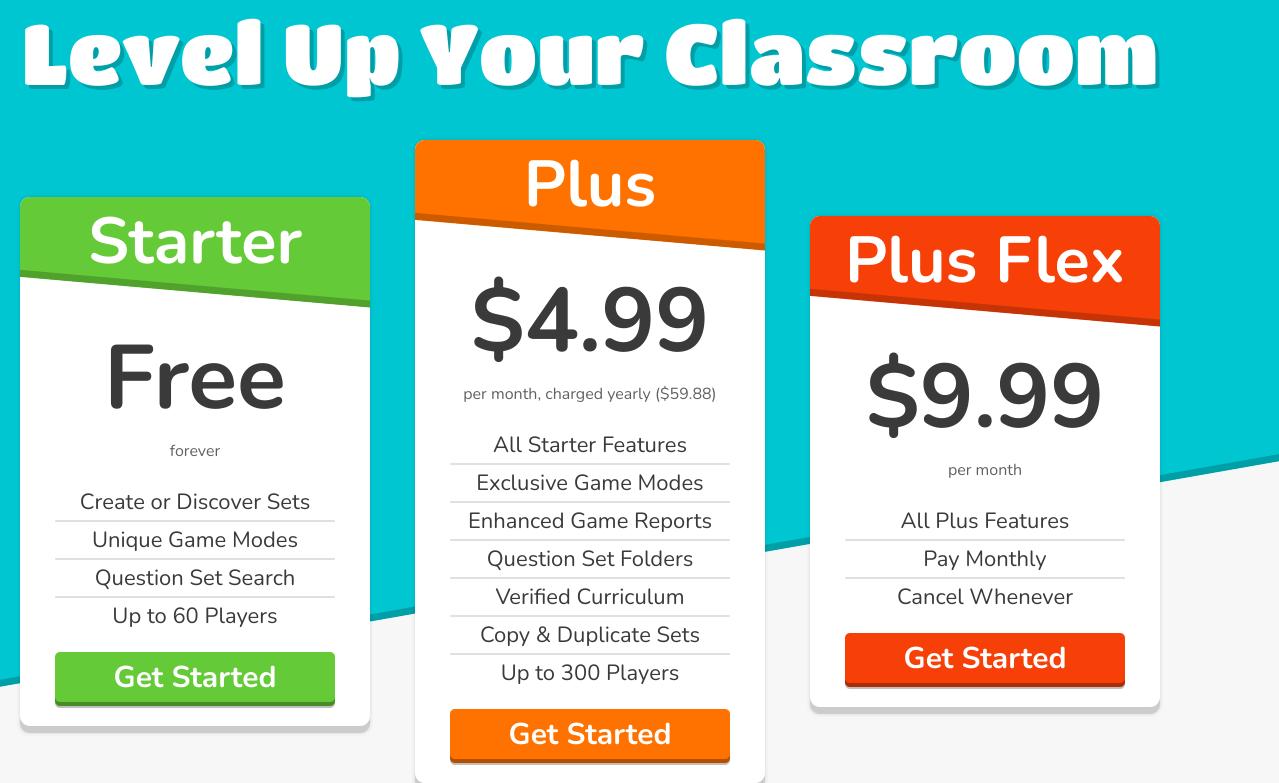 Level Up Your Classroom
Starter
Free
forever
Create or Discover Sets
Unique Game Modes
Question Set Search
Up to 60 Players
Get Started
Plus
$4.99
per month, charged yearly ($59.88)
All Starter Features
Exclusive Game Modes
Enhanced Game Reports
Question Set Folders
Verified Curriculum
Copy & Duplicate Sets
Up to 300 Players
Get Started
Plus Flex
$9.99
per month
All Plus Features
Pay Monthly
Cancel Whenever
Get Started